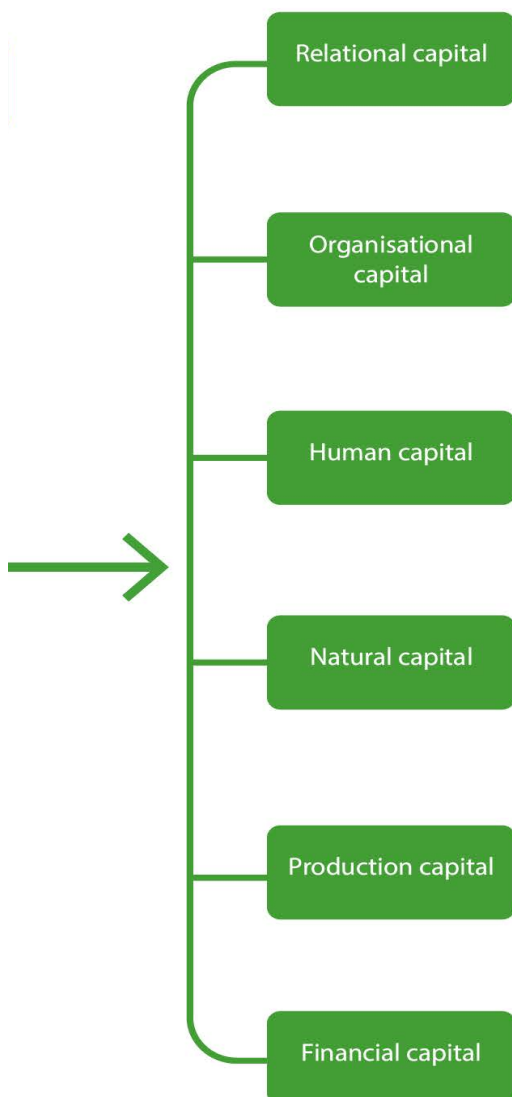 Relational capital
Organisational
capital
Human capital
Natural capital
Production capital
Financial capital